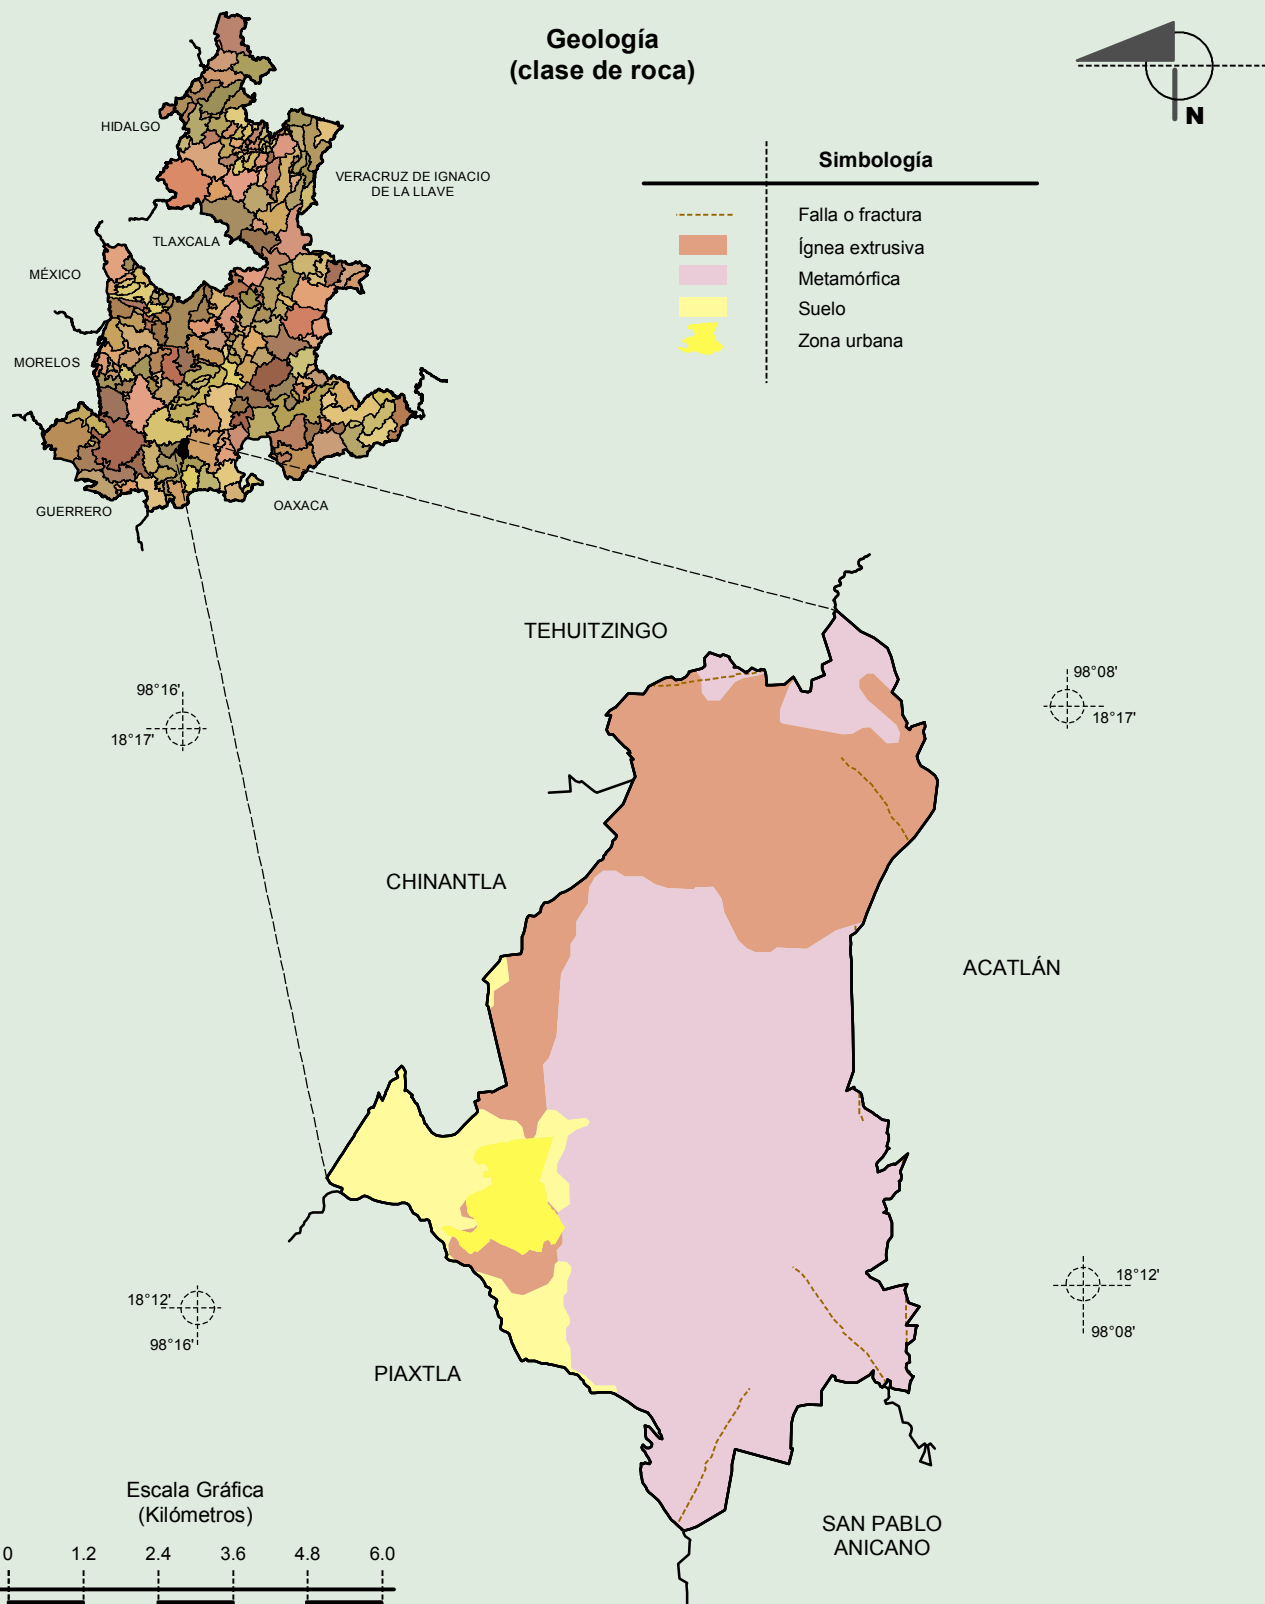 Geología
(clase de roca)
N
Simbología
Falla o fractura
Ígnea extrusiva
Metamórfica
Suelo
Zona urbana
HIDALGO
VERACRUZ DE IGNACIO
DE LA LLAVE
TLAXCALA
MÉXICO
MORELOS
GUERRERO
OAXACA
TEHUITZINGO
98°16'
18°17'
98°08'
18°17'
CHINANTLA
ACATLÁN
18°12'
98°16'
18°12'
98°08'
PIAXTLA
SAN PABLO
ANICANO
Escala Gráfica
(Kilómetros)
0 1.2 2.4 3.6 4.8 6.0